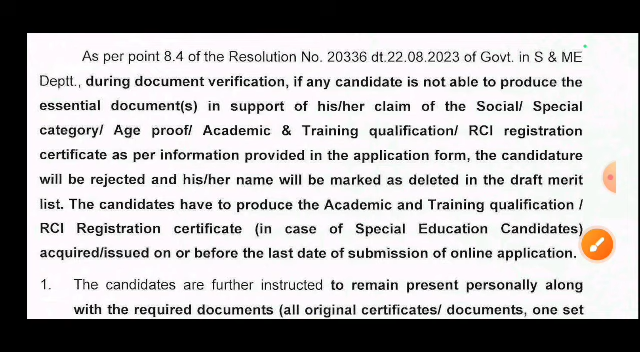 As per point 8.4 of the Resolution No. 20336 dt.22.08.2023 of Govt. in S & ME
Deptt., during document verification, if any candidate is not able to produce the
essential document(s) in support of his/her claim of the Social/ Special
category/ Age proof/ Academic & Training qualification/ RCI registration
certificate as per information provided in the application form, the candidature
will be rejected and his/her name will be marked as deleted in the draft merit
list. The candidates have to produce the Academic and Training qualification /
RCI Registration certificate (in case of Special Education Candidates)
acquired/issued on or before the last date of submission of online application.
1. The candidates are further instructed to remain present personally along
with the required documents (all original certificates/ documents, one set